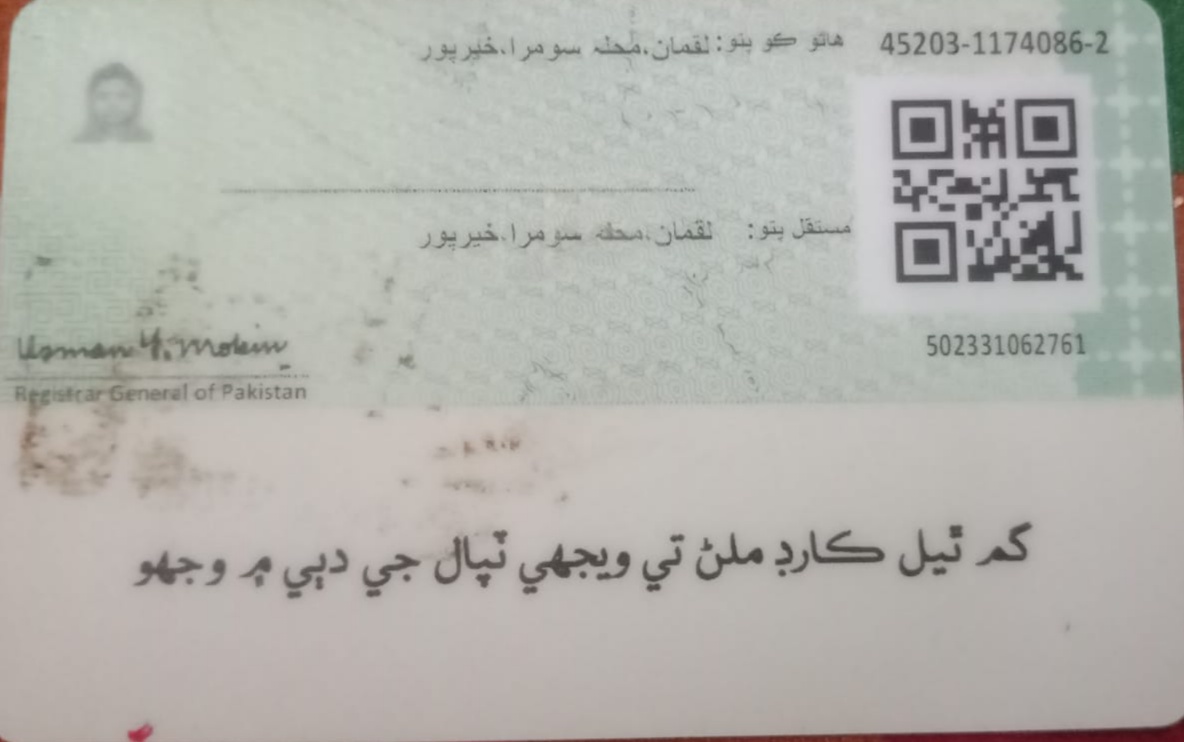 45203-1174086-2
هاڻوڪو پتو: لقمان،محله سومرا،خيرپور
مستقل پتو: لقمان،محله سومرا،خيرپور
502331062761
Usman Y. Mobin
Registrar General of Pakistan
گم ٿيل ڪارڊ ملڻ تي ويجهي ٽپال جي دٻي ۾ وجهو